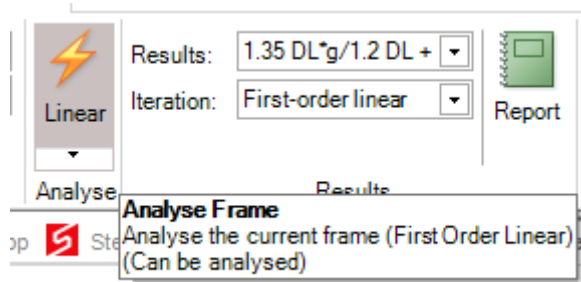 Results: 1.35 DL*g/1.2 DL +
Linear
Iteration: First-order linear
Report
Analyse
Results
Analyse Frame
Analyse the current frame (First Order Linear)
(Can be analysed)